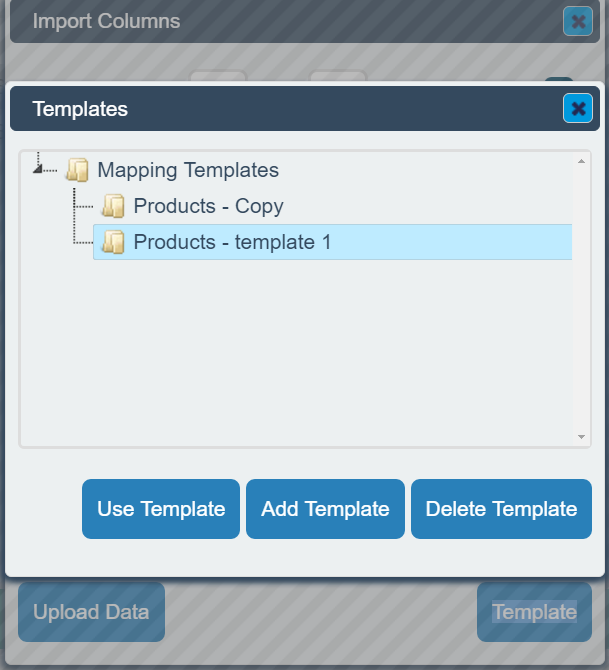 Import Columns
Templates
Mapping Templates
Products - Copy
Products - template 1
Use Template
Add Template
Delete Template
Upload Data
Template